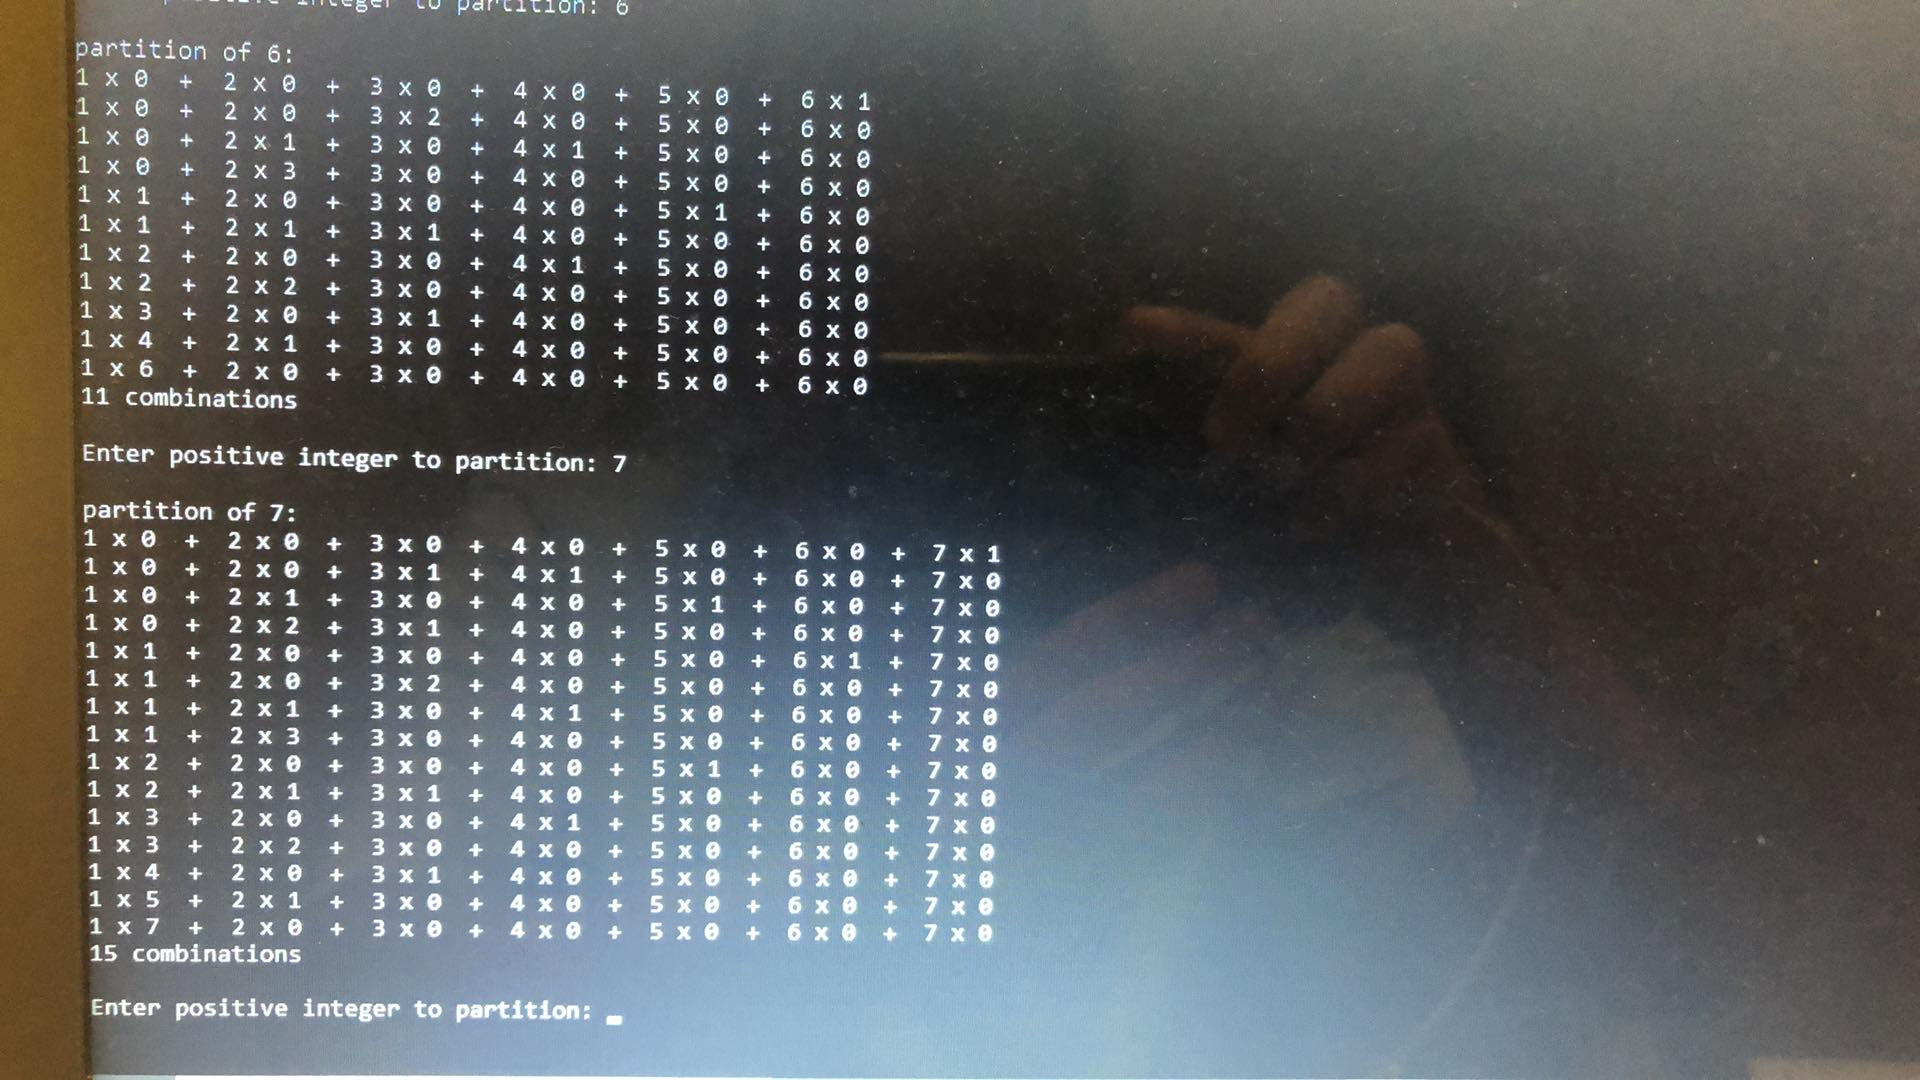 positive integer to partition: 6
partition of 6:
1 x 0 + 2 x 0 + 3 x 0 + 4 x 0 + 5 x 0 + 6 x 1
1 x 0 + 2 x 0 + 3 x 2 + 4 x 0 + 5 x 0 + 6 x 0
1 x 0 + 2 x 1 + 3 x 0 + 4 x 1 + 5 x 0 + 6 x 0
1 x 0 + 2 x 3 + 3 x 0 + 4 x 0 + 5 x 0 + 6 x 0
1 x 1 + 2 x 0 + 3 x 0 + 4 x 0 + 5 x 1 + 6 x 0
1 x 1 + 2 x 1 + 3 x 1 + 4 x 0 + 5 x 0 + 6 x 0
1 x 2 + 2 x 0 + 3 x 0 + 4 x 1 + 5 x 0 + 6 x 0
1 x 2 + 2 x 2 + 3 x 0 + 4 x 0 + 5 x 0 + 6 x 0
1 x 3 + 2 x 0 + 3 x 1 + 4 x 0 + 5 x 0 + 6 x 0
1 x 4 + 2 x 1 + 3 x 0 + 4 x 0 + 5 x 0 + 6 x 0
1 x 6 + 2 x 0 + 3 x 0 + 4 x 0 + 5 x 0 + 6 x 0
11 combinations
Enter positive integer to partition: 7
partition of 7:
1 x 0 + 2 x 0 + 3 x 0 + 4 x 0 + 5 x 0 + 6 x 0 + 7 x 1
1 x 0 + 2 x 0 + 3 x 1 + 4 x 1 + 5 x 0 + 6 x 0 + 7 x 0
1 x 0 + 2 x 1 + 3 x 0 + 4 x 0 + 5 x 1 + 6 x 0 + 7 x 0
1 x 0 + 2 x 2 + 3 x 1 + 4 x 0 + 5 x 0 + 6 x 0 + 7 x 0
1 x 1 + 2 x 0 + 3 x 0 + 4 x 0 + 5 x 0 + 6 x 1 + 7 x 0
1 x 1 + 2 x 0 + 3 x 2 + 4 x 0 + 5 x 0 + 6 x 0 + 7 x 0
1 x 1 + 2 x 1 + 3 x 0 + 4 x 1 + 5 x 0 + 6 x 0 + 7 x 0
1 x 1 + 2 x 3 + 3 x 0 + 4 x 0 + 5 x 0 + 6 x 0 + 7 x 0
1 x 2 + 2 x 0 + 3 x 0 + 4 x 0 + 5 x 1 + 6 x 0 + 7 x 0
1 x 2 + 2 x 1 + 3 x 1 + 4 x 0 + 5 x 0 + 6 x 0 + 7 x 0
1 x 3 + 2 x 0 + 3 x 0 + 4 x 1 + 5 x 0 + 6 x 0 + 7 x 0
1 x 3 + 2 x 2 + 3 x 0 + 4 x 0 + 5 x 0 + 6 x 0 + 7 x 0
1 x 4 + 2 x 0 + 3 x 1 + 4 x 0 + 5 x 0 + 6 x 0 + 7 x 0
1 x 5 + 2 x 1 + 3 x 0 + 4 x 0 + 5 x 0 + 6 x 0 + 7 x 0
1 x 7 + 2 x 0 + 3 x 0 + 4 x 0 + 5 x 0 + 6 x 0 + 7 x 0
15 combinations
Enter positive integer to partition: _